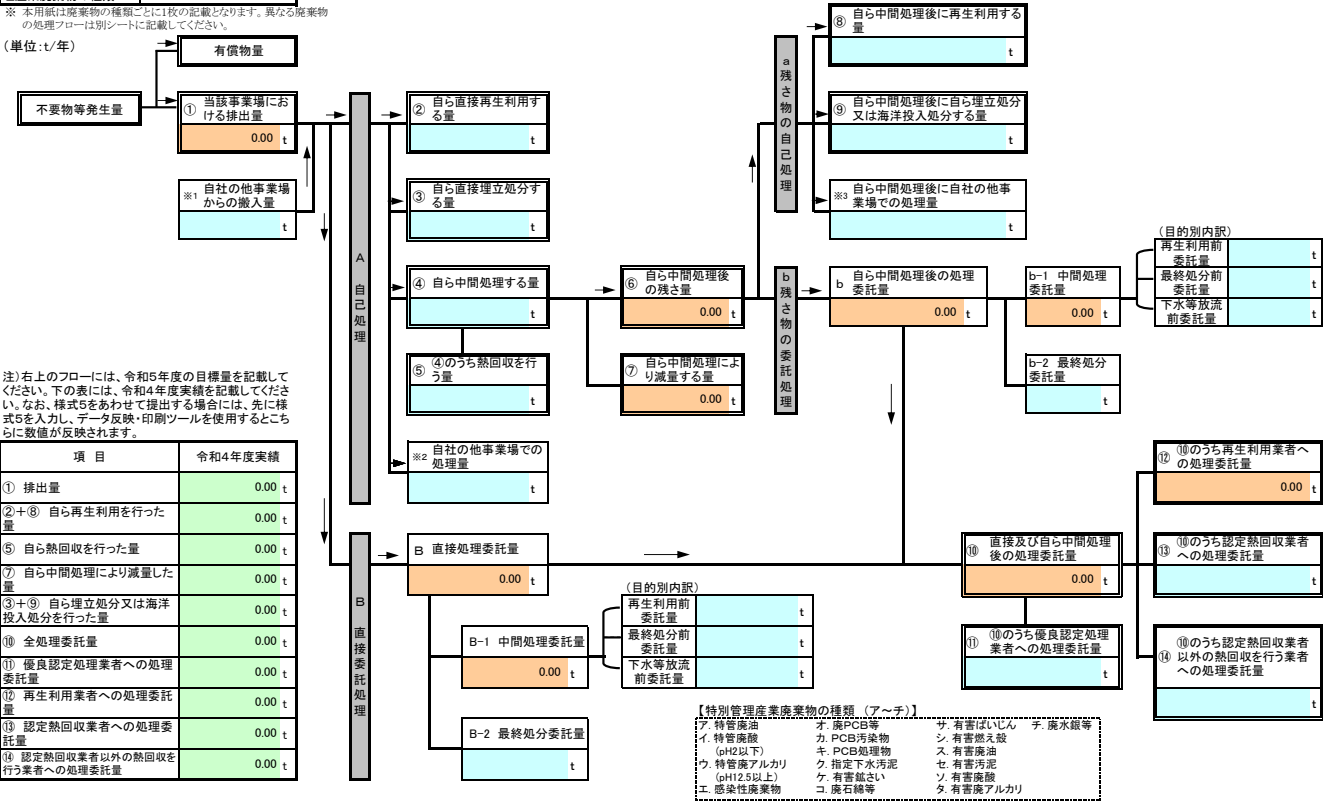 ※ 本用紙は廃棄物の種類ごとに1枚の記載となります。異なる廃棄物
の処理フローは別シートに記載してください。
(単位:t/年)
有償物量
不要物等発生量
① 当該事業場にお
ける排出量
0.00 t
※1 自社の他事業場
からの搬入量
t
A 自己処理
② 自ら直接再生利用す
る量
t
③ 自ら直接埋立処分す
る量
t
④ 自ら中間処理する量
t
⑤ ④のうち熱回収を行
う量
t
※2 自社の他事業場での
処理量
t
⑥ 自ら中間処理後
の残さ量
0.00 t
⑦ 自ら中間処理によ
り減量する量
0.00 t
a 残さ物の自己処理
⑧ 自ら中間処理後に再生利用する
量
t
⑨ 自ら中間処理後に自ら埋立処分
又は海洋投入処分する量
t
※3 自ら中間処理後に自社の他事
業場での処理量
t
b 残さ物の委託処理
b 自ら中間処理後の処理
委託量
0.00 t
b-1 中間処理
委託量
0.00 t
(目的別内訳)
再生利用前
委託量
t
最終処分前
委託量
t
下水等放流
前委託量
t
b-2 最終処分
委託量
t
注)右上のフローには、令和5年度の目標量を記載して
ください。下の表には、令和4年度実績を記載してくださ
い。なお、様式5をあわせて提出する場合には、先に様
式5を入力し、データ反映・印刷ツールを使用するとこち
らに数値が反映されます。
項 目 令和4年度実績
① 排出量 0.00 t
②+⑧ 自ら再生利用を行った
量 0.00 t
⑤ 自ら熱回収を行った量 0.00 t
⑦ 自ら中間処理により減量した
量 0.00 t
③+⑨ 自ら埋立処分又は海洋
投入処分を行った量 0.00 t
⑩ 全処理委託量 0.00 t
⑪ 優良認定処理業者への処理
委託量 0.00 t
⑫ 再生利用業者への処理委託
量 0.00 t
⑬ 認定熱回収業者への処理委
託量 0.00 t
⑭ 認定熱回収業者以外の熱回収を
行う業者への処理委託量 0.00 t
B 直接委託処理
B 直接処理委託量
0.00 t
B-1 中間処理委託量
0.00 t
(目的別内訳)
再生利用前
委託量
t
最終処分前
委託量
t
下水等放流
前委託量
t
B-2 最終処分委託量
t
⑩ 直接及び自ら中間処理
後の処理委託量
0.00 t
⑪ ⑩のうち優良認定処理
業者への処理委託量
t
⑫ ⑩のうち再生利用業者へ
の処理委託量
0.00 t
⑬ ⑩のうち認定熱回収業者
への処理委託量
t
⑭ ⑩のうち認定熱回収業者
以外の熱回収を行う業者
への処理委託量
t
【特別管理産業廃棄物の種類 (ア~チ)】
ア. 特管廃油 オ. 廃PCB等 サ. 有害ばいじん チ. 廃水銀等
イ. 特管廃酸 カ. PCB汚染物 シ. 有害燃え殻
(pH2以下) キ. PCB処理物 ス. 有害廃油
ウ. 特管廃アルカリ ク. 指定下水汚泥 セ. 有害汚泥
(pH12.5以上) ケ. 有害鉱さい ソ. 有害廃酸
エ. 感染性廃棄物 コ. 廃石綿等 タ. 有害廃アルカリ